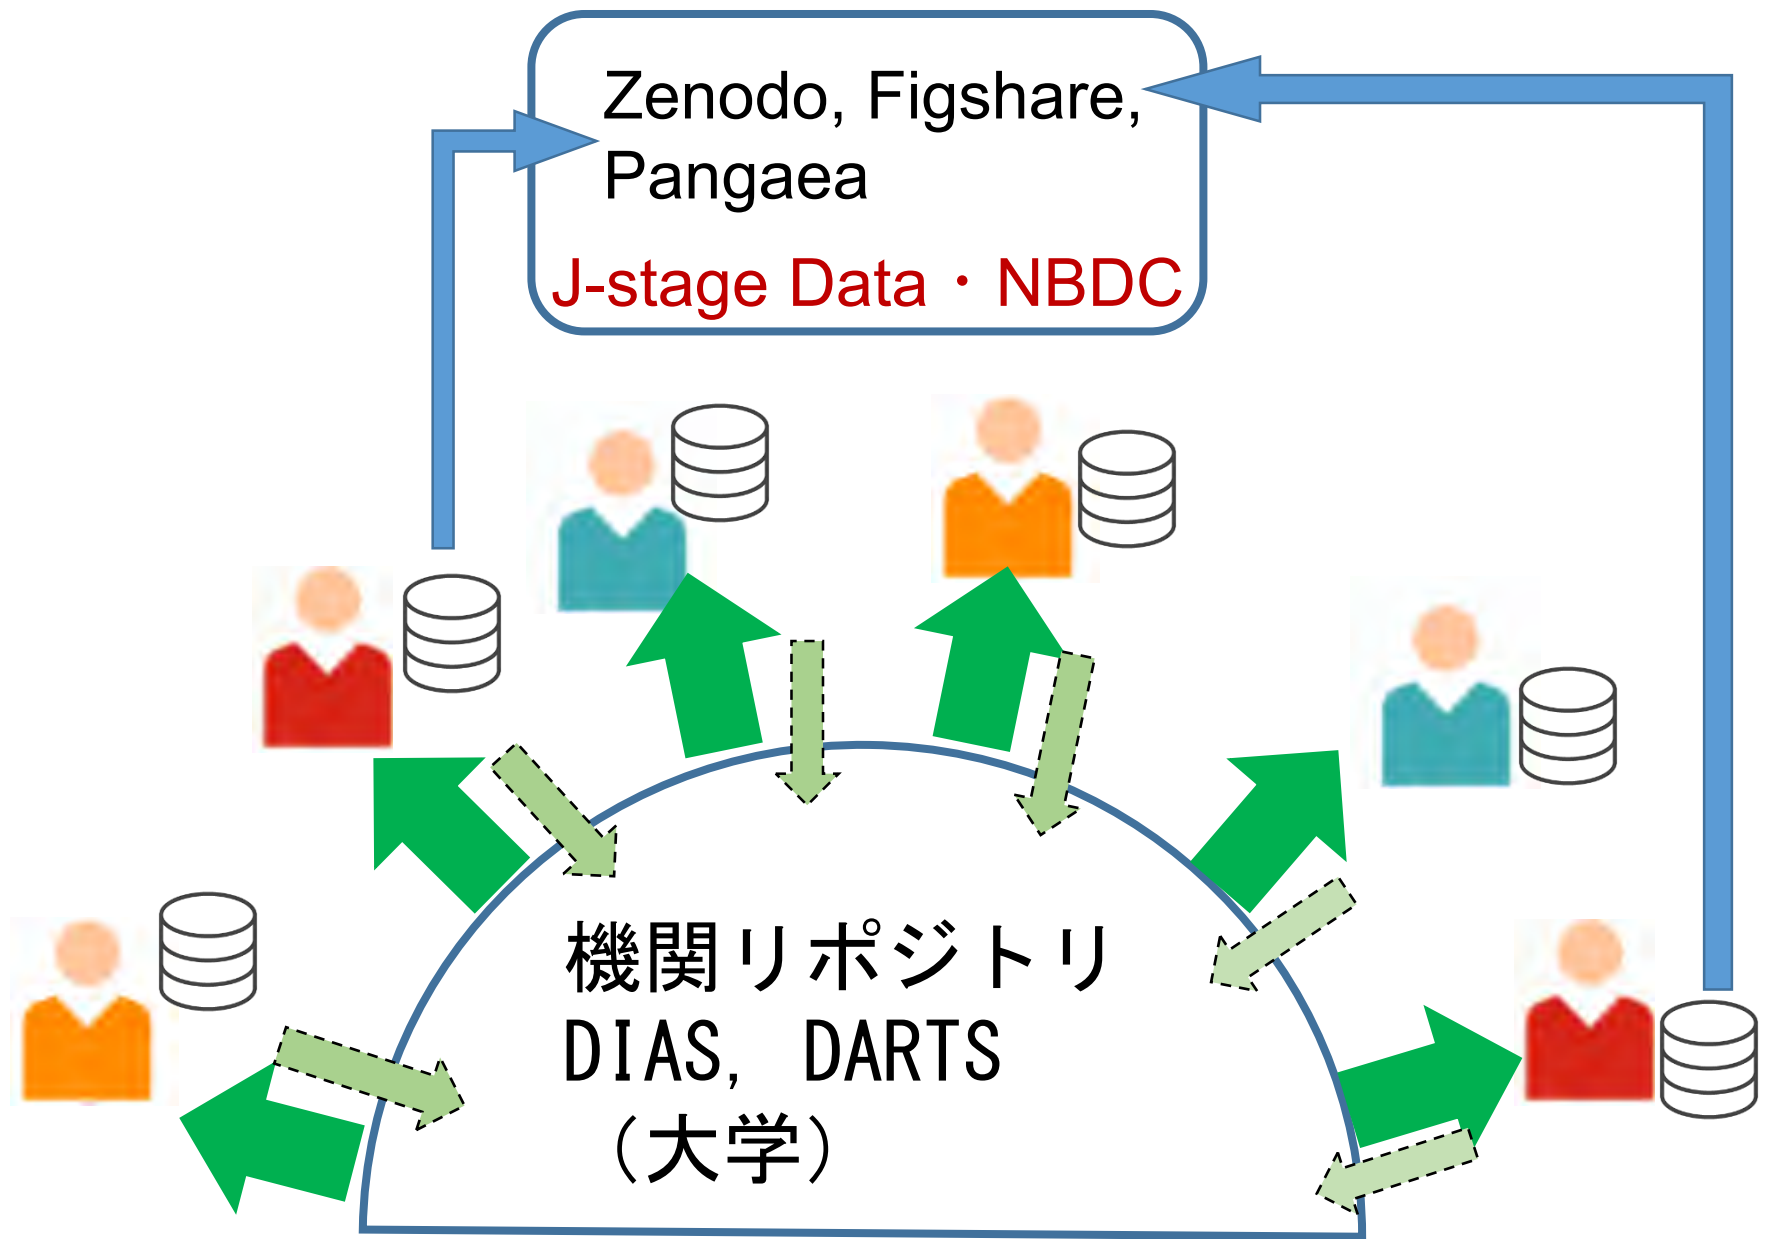 Zenodo, Figshare,
Pangaea
J-stage Data・NBDC
機関リポジトリ
DIAS, DARTS
（大学）